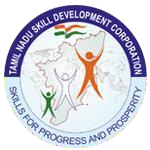 TAMIL NADU SKILL DEVELOPMENT CORPORATION
SKILLS FOR PROGRESS AND PROSPERITY